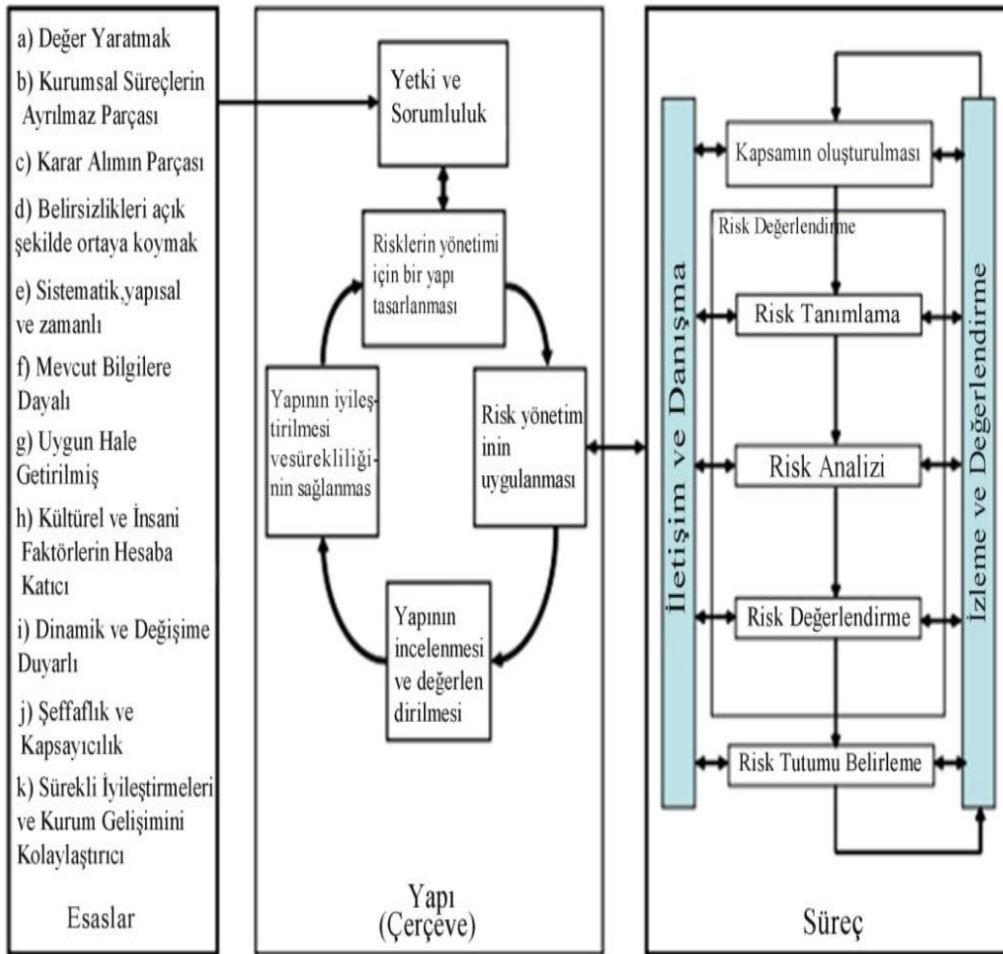 a) Değer Yaratmak
b) Kurumsal Süreçlerin
Ayrılmaz Parçası
c) Karar Alımın Parçası
d) Belirsizlikleri açık
şekilde ortaya koymak
e) Sistematik,yapısal
ve zamanlı
f) Mevcut Bilgilere
Dayalı
g) Uygun Hale
Getirilmiş
h) Kültürel ve İnsani
Faktörlerin Hesaba
Katıcı
i) Dinamik ve Değişime
Duyarlı
j) Şeffaflık ve
Kapsayıcılık
k) Sürekli İyileştirmeleri
ve Kurum Gelişimini
Kolaylaştırıcı
Esaslar
Yetki ve
Sorumluluk
Risklerin yönetimi
için bir yapı
tasarlanması
Yapının iyileş-
tirilmesi
vesürekliliği-
nin sağlanmas
Risk yönetim
inin
uygulanması
Yapının
incelenmesi
ve değerlen
dirilmesi
Yapı
(Çerçeve)
İletişim ve Danışma
Kapsamın oluşturulması
Risk Değerlendirme
Risk Tanımlama
Risk Analizi
Risk Değerlendirme
Risk Tutumu Belirleme
İzleme ve Değerlendirme
Süreç